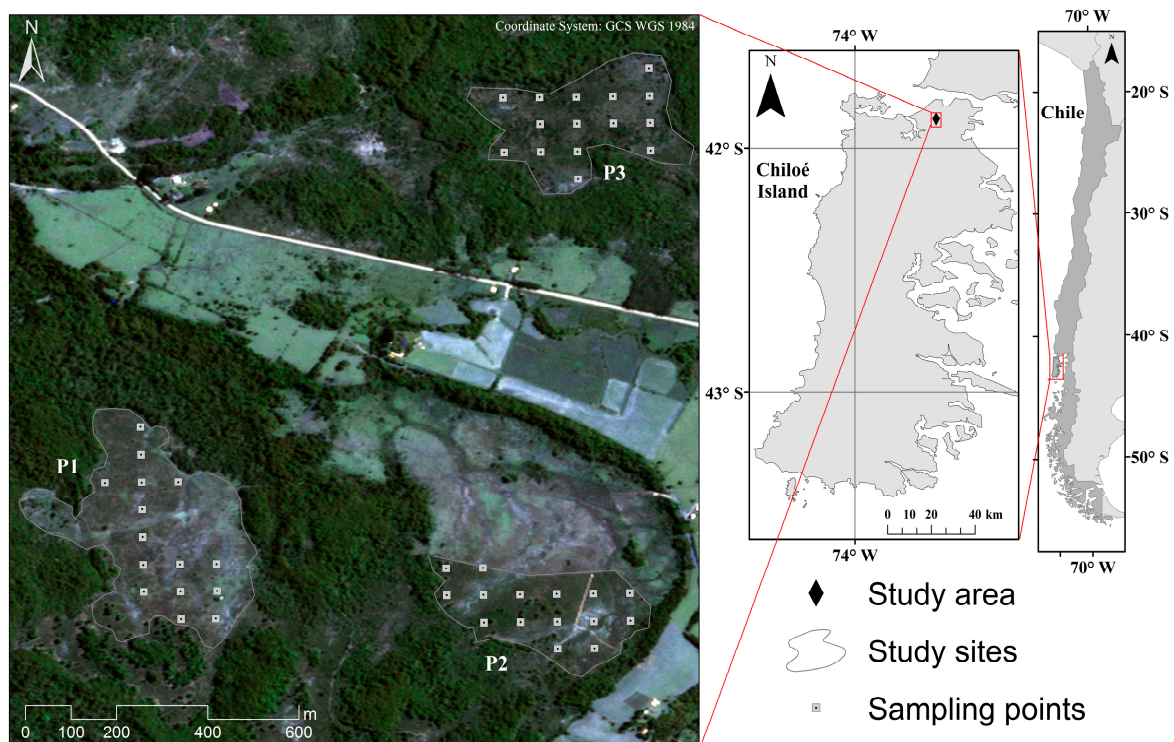 Coordinate System: GCS WGS 1984
N
P3
P1
P2
0 100 200 400 600 m
74° W
N
42° S
Chiloé
Island
43° S
0 10 20 40 km
74° W
70° W
N
20° S
Chile
30° S
40° S
50° S
70° W
Study area
Study sites
Sampling points